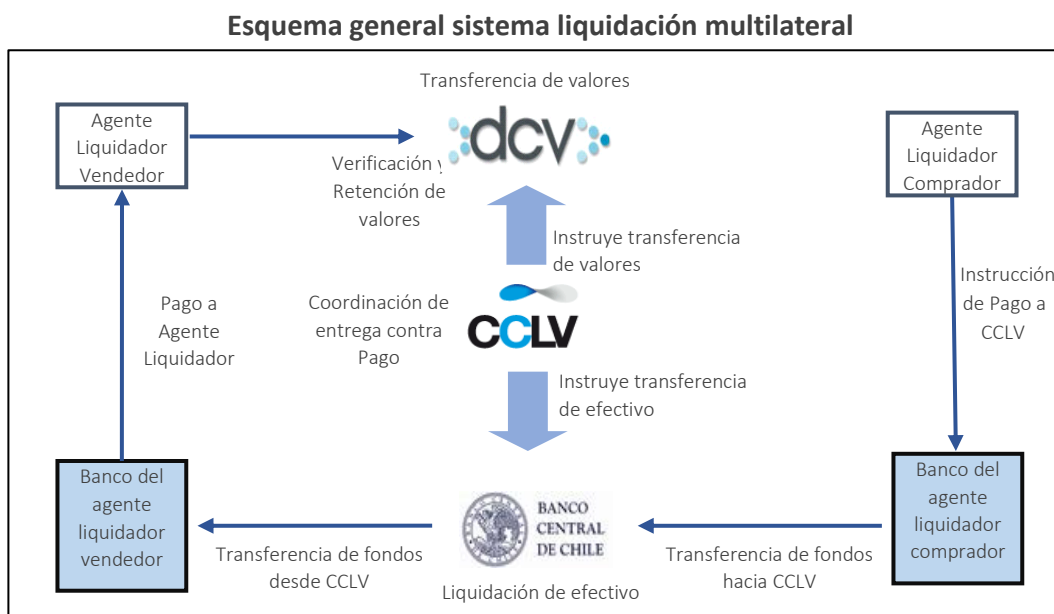 Esquema general sistema liquidación multilateral
Transferencia de valores
dcv
Agente
Liquidador
Vendedor
Verificación y
Retención de
valores
Agente
Liquidador
Comprador
Instruye transferencia
de valores
Pago a
Agente
Liquidador
Coordinación de
entrega contra
Pago
CCLV
Instrucción
de Pago a
CCLV
Instruye transferencia
de efectivo
Banco del
agente
liquidador
vendedor
BANCO
CENTRAL
DE CHILE
Banco del
agente
liquidador
comprador
Transferencia de fondos
desde CCLV
Liquidación de efectivo
Transferencia de fondos
hacia CCLV